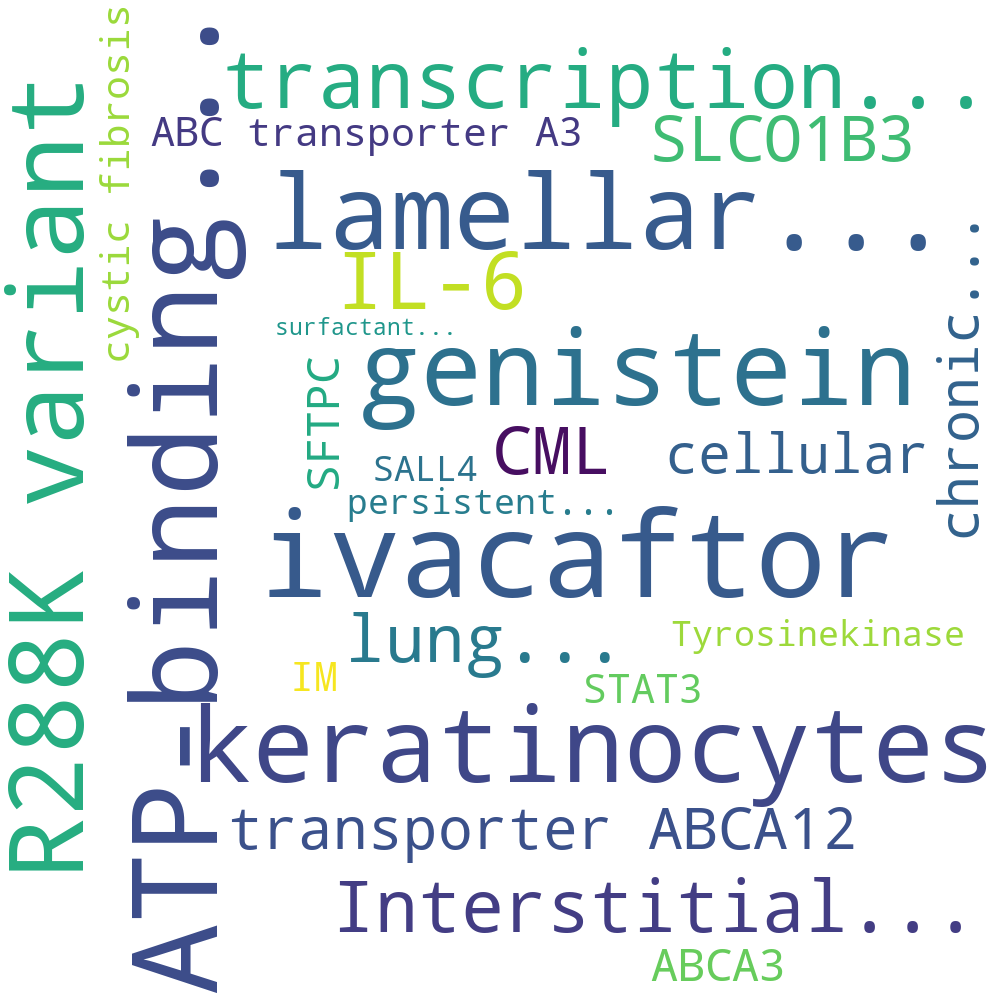 R288K variant
cystic fibrosis
ATP-binding...
transcription...
ABC transporter A3
SLCO1B3
lamellar...
IL-6
surfactant...
genistein
SFTPC
CML
cellular
chronic...
SALL4
persistent...
ivacaftor
lung...
Tyrosinekinase
IM
STAT3
keratinocytes
transporter ABCA12
Interstitial...
ABCA3